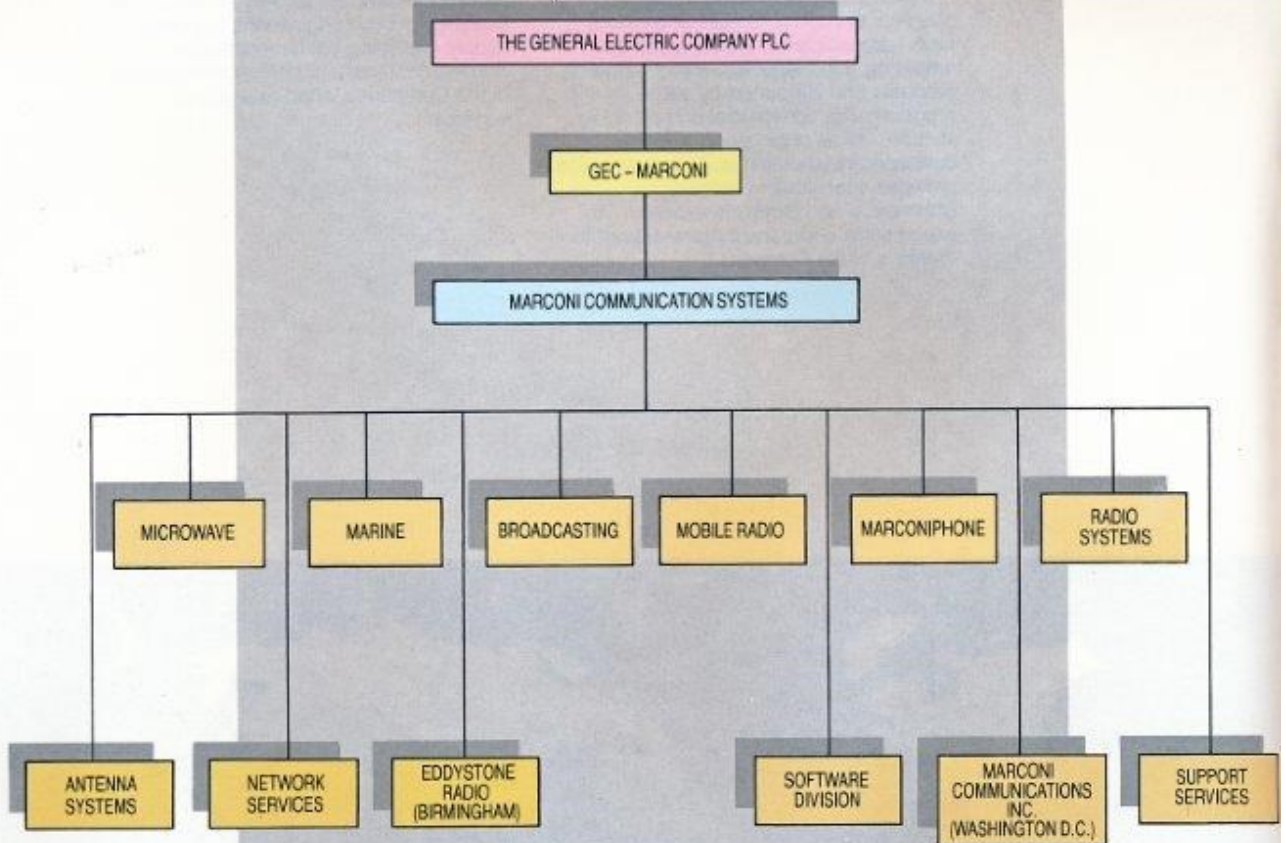 THE GENERAL ELECTRIC COMPANY PLC
GEC – MARCONI
MARCONI COMMUNICATION SYSTEMS
MICROWAVE
MARINE
BROADCASTING
MOBILE RADIO
MARCONIPHONE
RADIO
SYSTEMS
ANTENNA
SYSTEMS
NETWORK
SERVICES
EDDYSTONE
RADIO
(BIRMINGHAM)
SOFTWARE
DIVISION
MARCONI
COMMUNICATIONS
INC.
(WASHINGTON D.C.)
SUPPORT
SERVICES